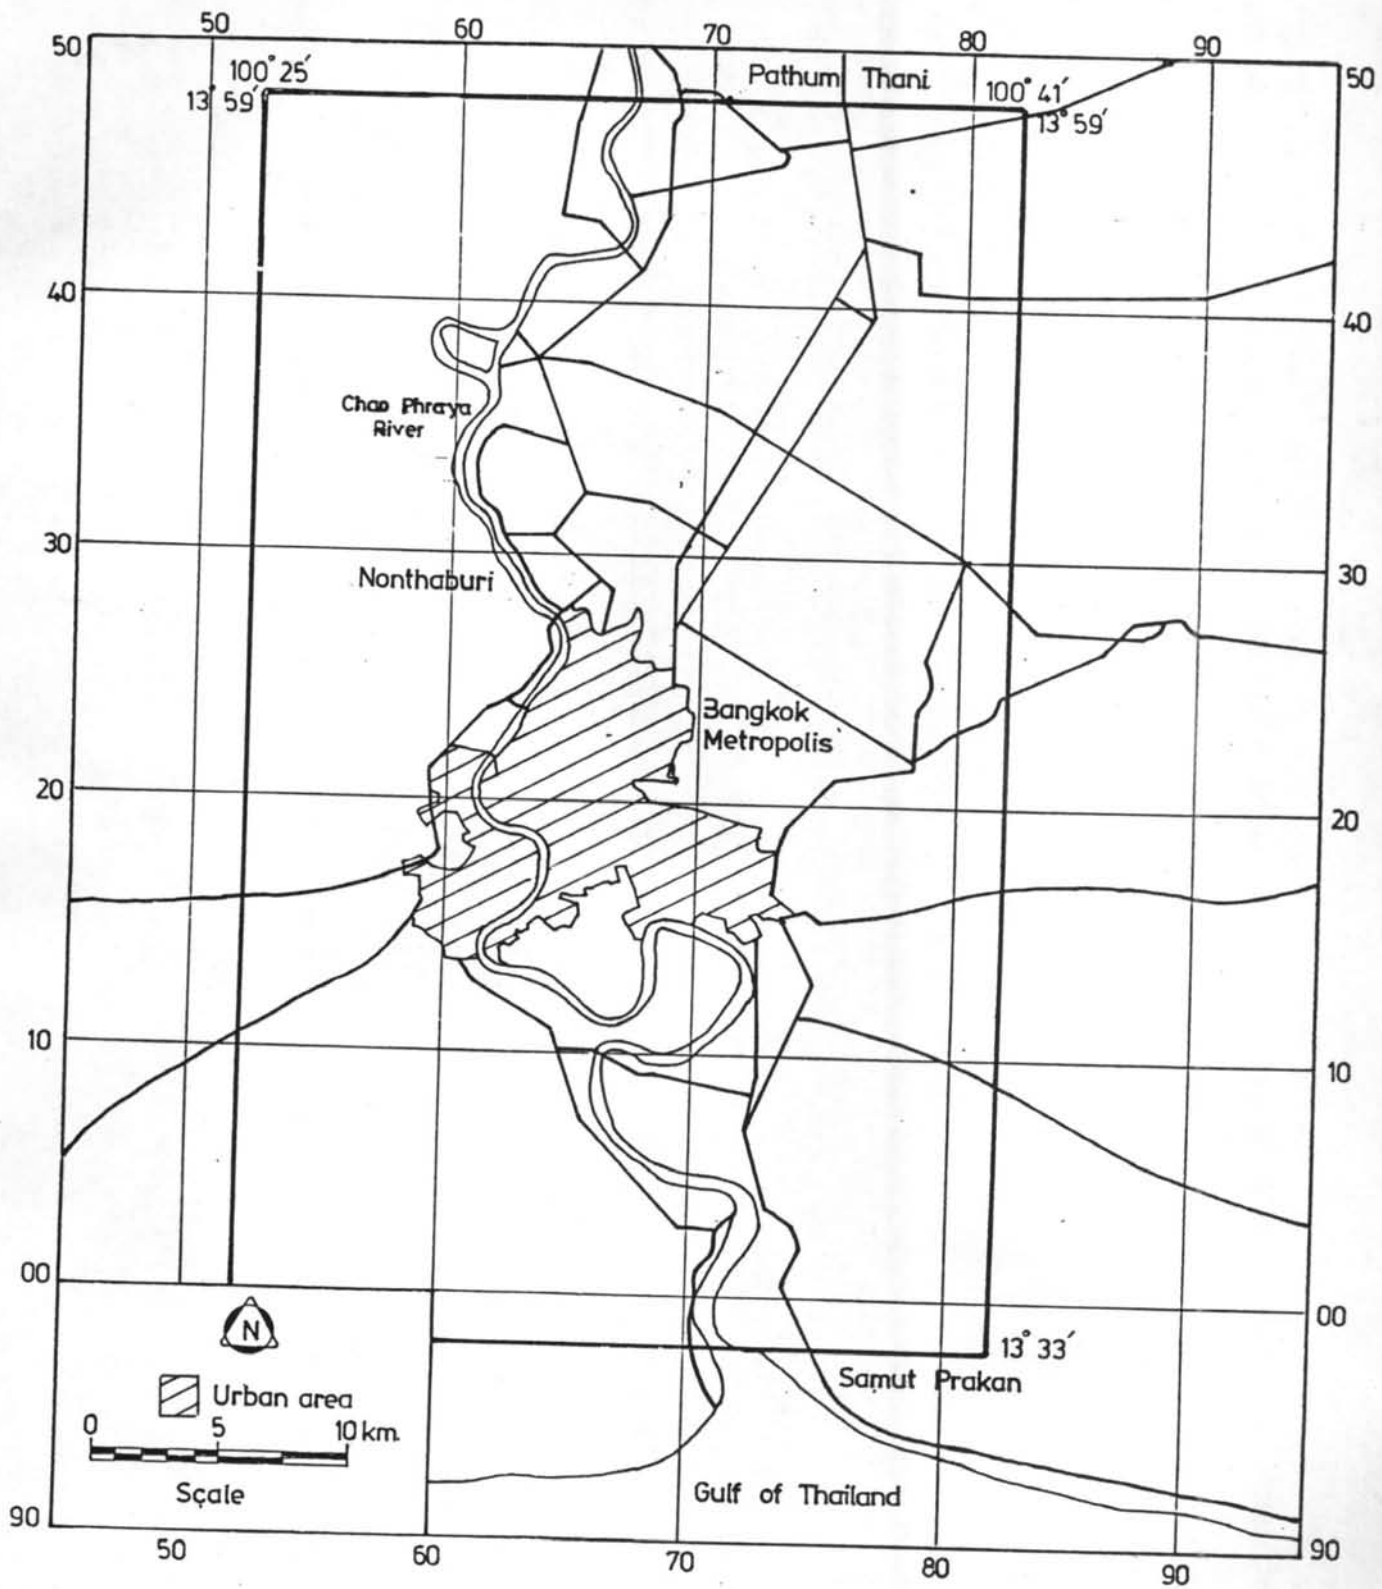 50 60 70 80 90
50 50
100° 25′
13° 59′
Pathum Thani
100° 41′
13° 59′
40 40
Chao Phraya
River
30 30
Nonthaburi
Bangkok
Metropolis
20 20
10 10
00 00
N
13° 33′
Samut Prakan
Urban area
0 5 10 km.
Scale
Gulf of Thailand
90 90
50 60 70 80 90